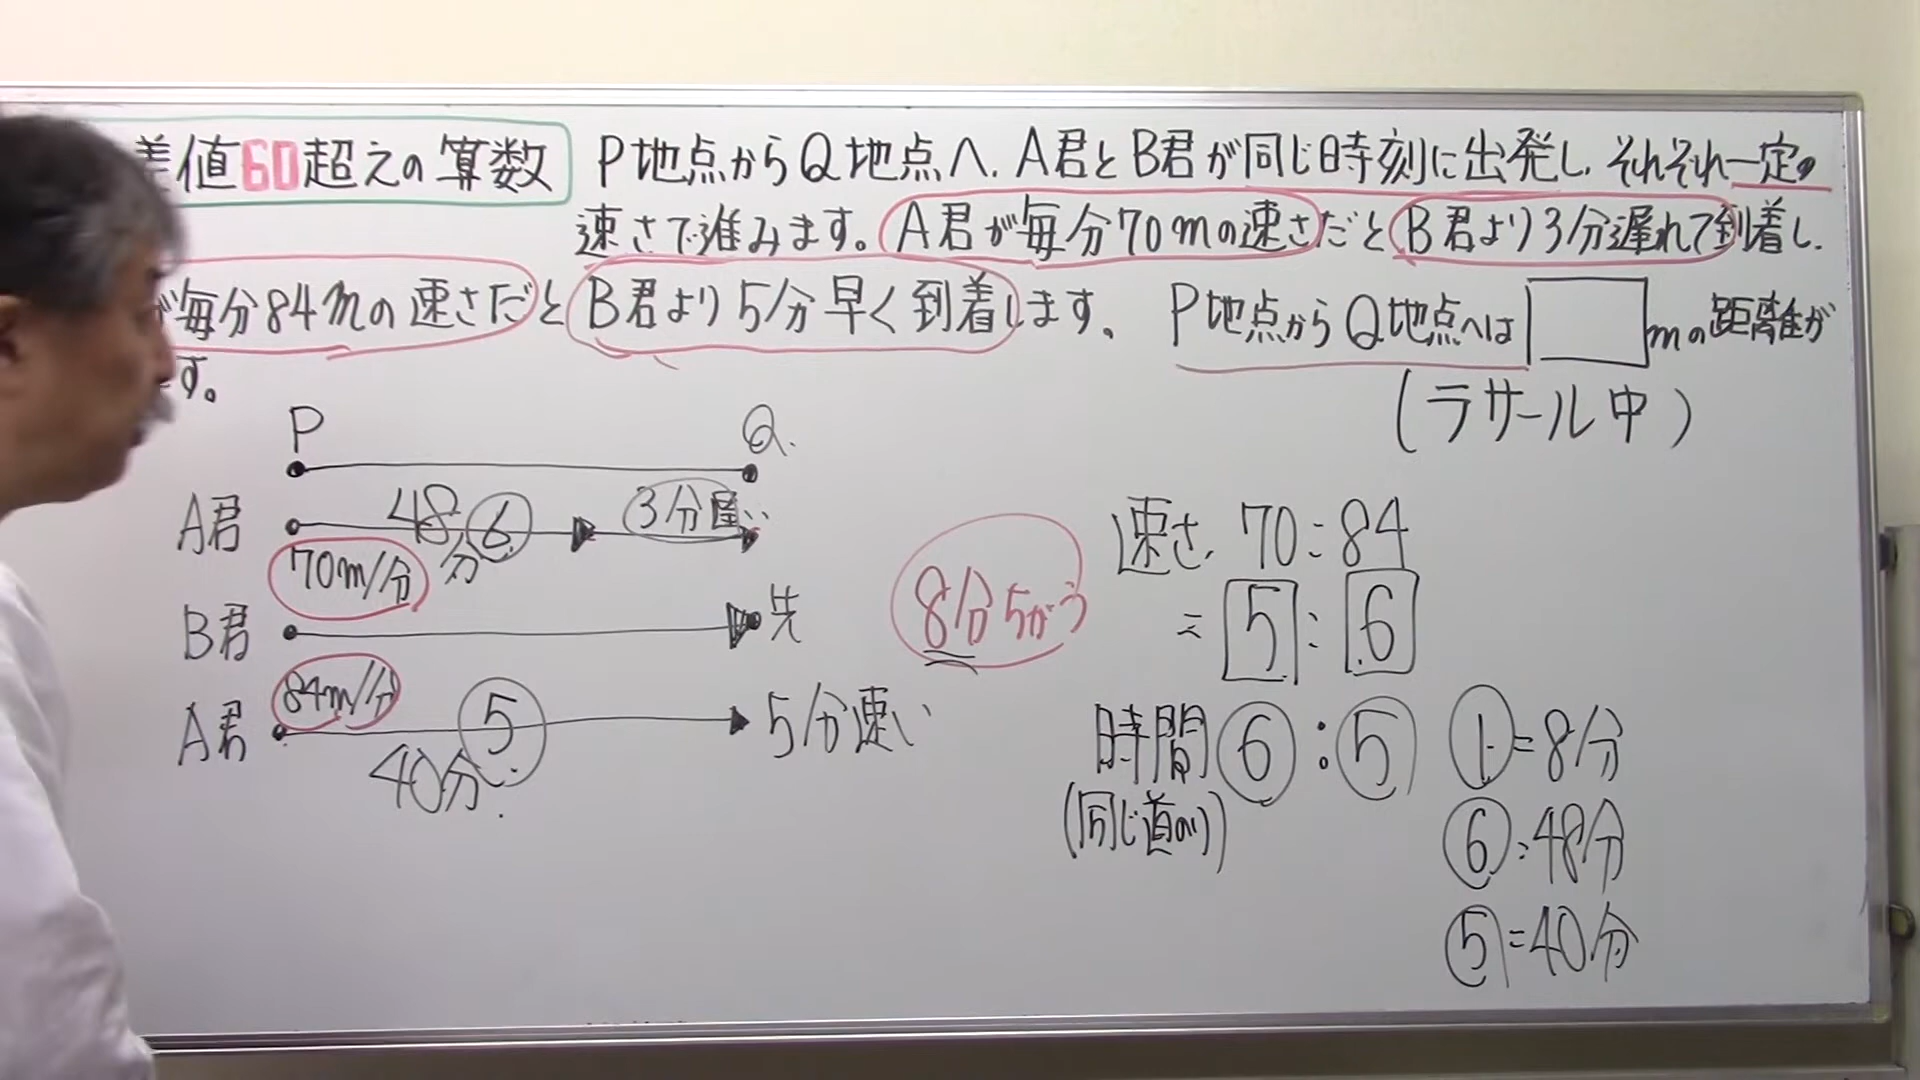 差値60超えの算数
P地点からQ地点へ、A君とB君が同じ時刻に出発し、それぞれ一定の
速さで進みます。A君が毎分70mの速さだとB君より3分遅れて到着し、
が毎分84mの速さだとB君より5分早く到着します。P地点からQ地点へは mの距離が
す。
(ラサール中)
P Q
A君 48分 ⑥ 3分遅い
70m/分
B君 先
84m/分
A君 ⑤ 5分速い
40分
8分ちがう
速さ 70:84
= 5:6
時間 ⑥:⑤
(同じ道のり)
①=8分
⑥=48分
⑤=40分